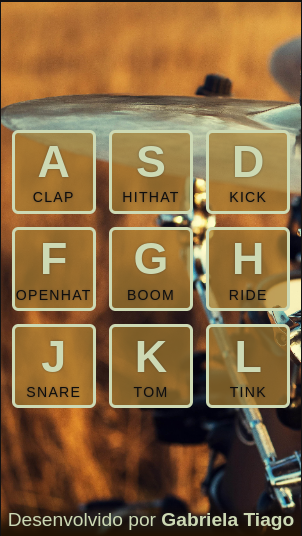 A S D
CLAP HITHAT KICK
F G H
OPENHAT BOOM RIDE
J K L
SNARE TOM TINK
Desenvolvido por Gabriela Tiago